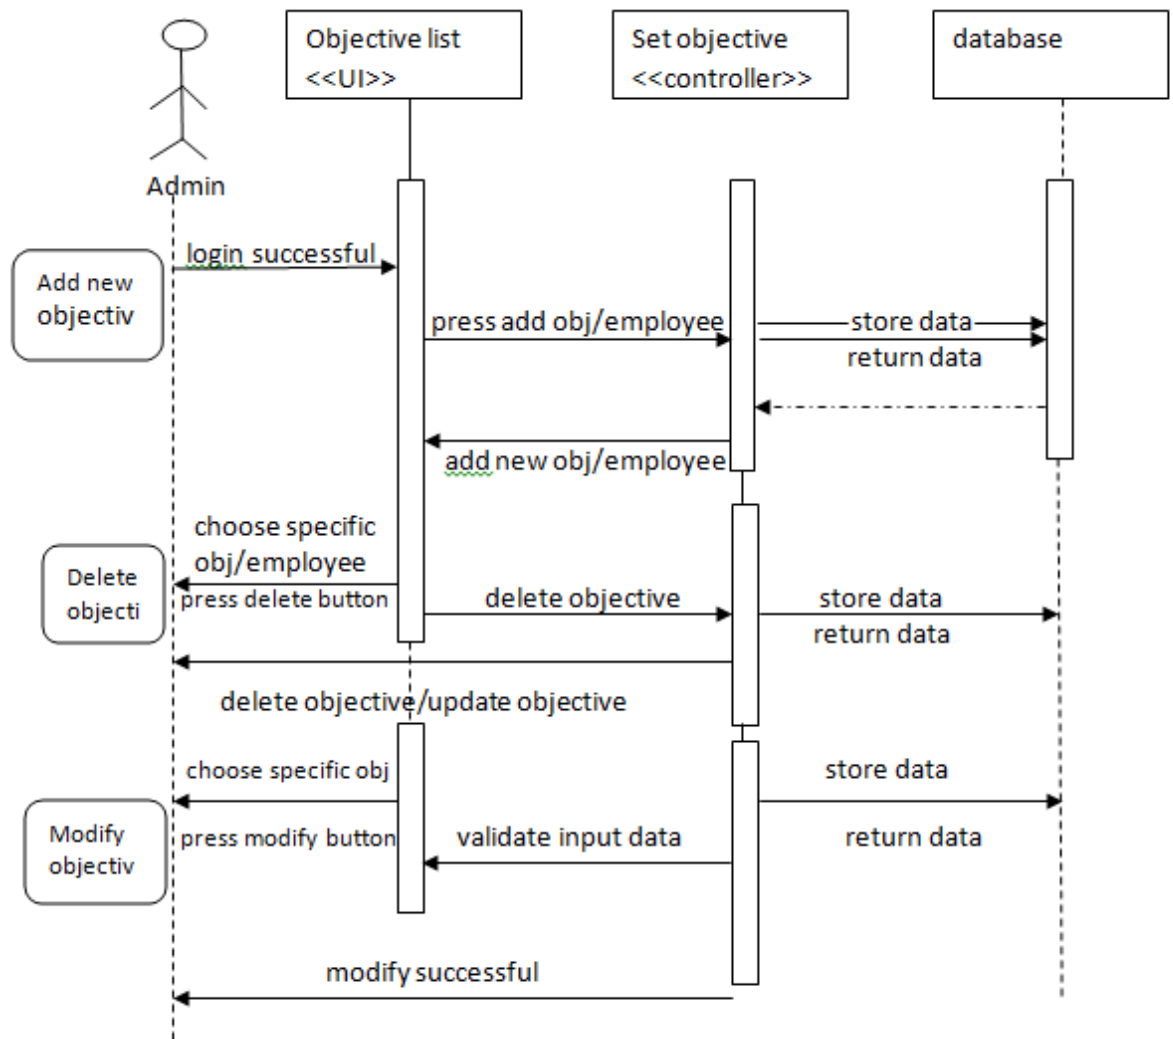 Objective list
<<UI>>
Set objective
<<controller>>
database
Admin
login successful
Add new
objectiv
press add obj/employee
store data
return data
add new obj/employee
choose specific
obj/employee
press delete button
Delete
objecti
delete objective
store data
return data
delete objective/update objective
choose specific obj
store data
Modify
objectiv
press modify button
validate input data
return data
modify successful